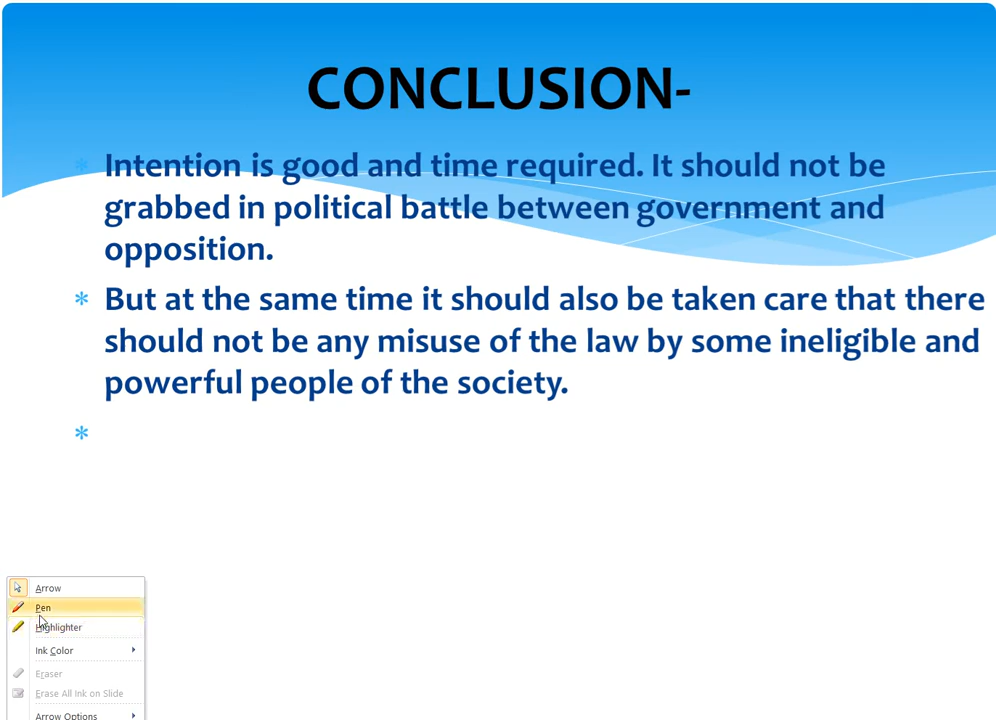 CONCLUSION-
* Intention is good and time required. It should not be
grabbed in political battle between government and
opposition.
* But at the same time it should also be taken care that there
should not be any misuse of the law by some ineligible and
powerful people of the society.
*
Arrow
Pen
Highlighter
Ink Color
Eraser
Erase All Ink on Slide
Arrow Options